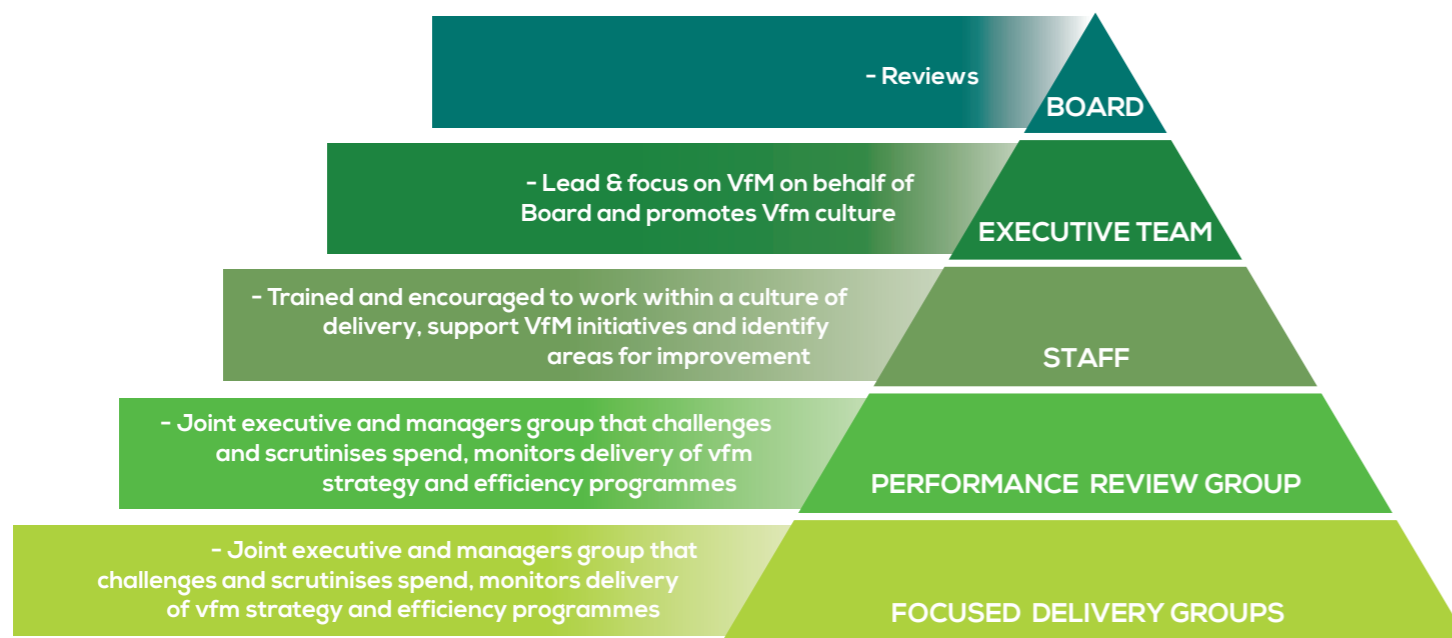 - Reviews
BOARD
- Lead & focus on VfM on behalf of
Board and promotes Vfm culture
EXECUTIVE TEAM
- Trained and encouraged to work within a culture of
delivery, support VfM initiatives and identify
areas for improvement
STAFF
- Joint executive and managers group that challenges
and scrutinises spend, monitors delivery of vfm
strategy and efficiency programmes
PERFORMANCE REVIEW GROUP
- Joint executive and managers group that
challenges and scrutinises spend, monitors delivery
of vfm strategy and efficiency programmes
FOCUSED DELIVERY GROUPS